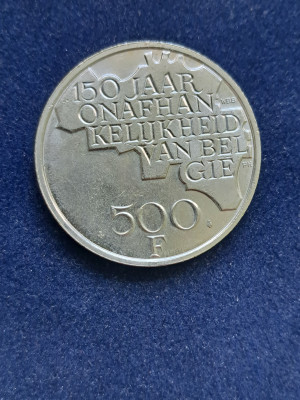 150 JAAR
ONAFHAN
KELIJKHEID
VAN BEL
GIE
500
F